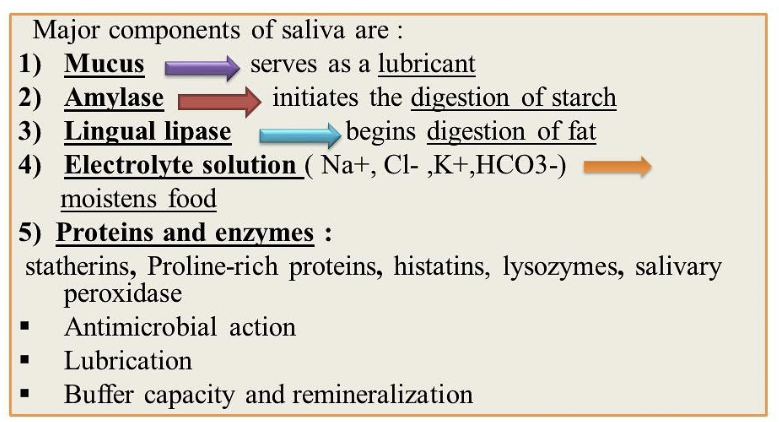 Major components of saliva are :
1) Mucus serves as a lubricant
2) Amylase initiates the digestion of starch
3) Lingual lipase begins digestion of fat
4) Electrolyte solution ( Na+, Cl- ,K+,HCO3-)
moistens food
5) Proteins and enzymes :
statherins, Proline-rich proteins, histatins, lysozymes, salivary
peroxidase
▪ Antimicrobial action
▪ Lubrication
▪ Buffer capacity and remineralization